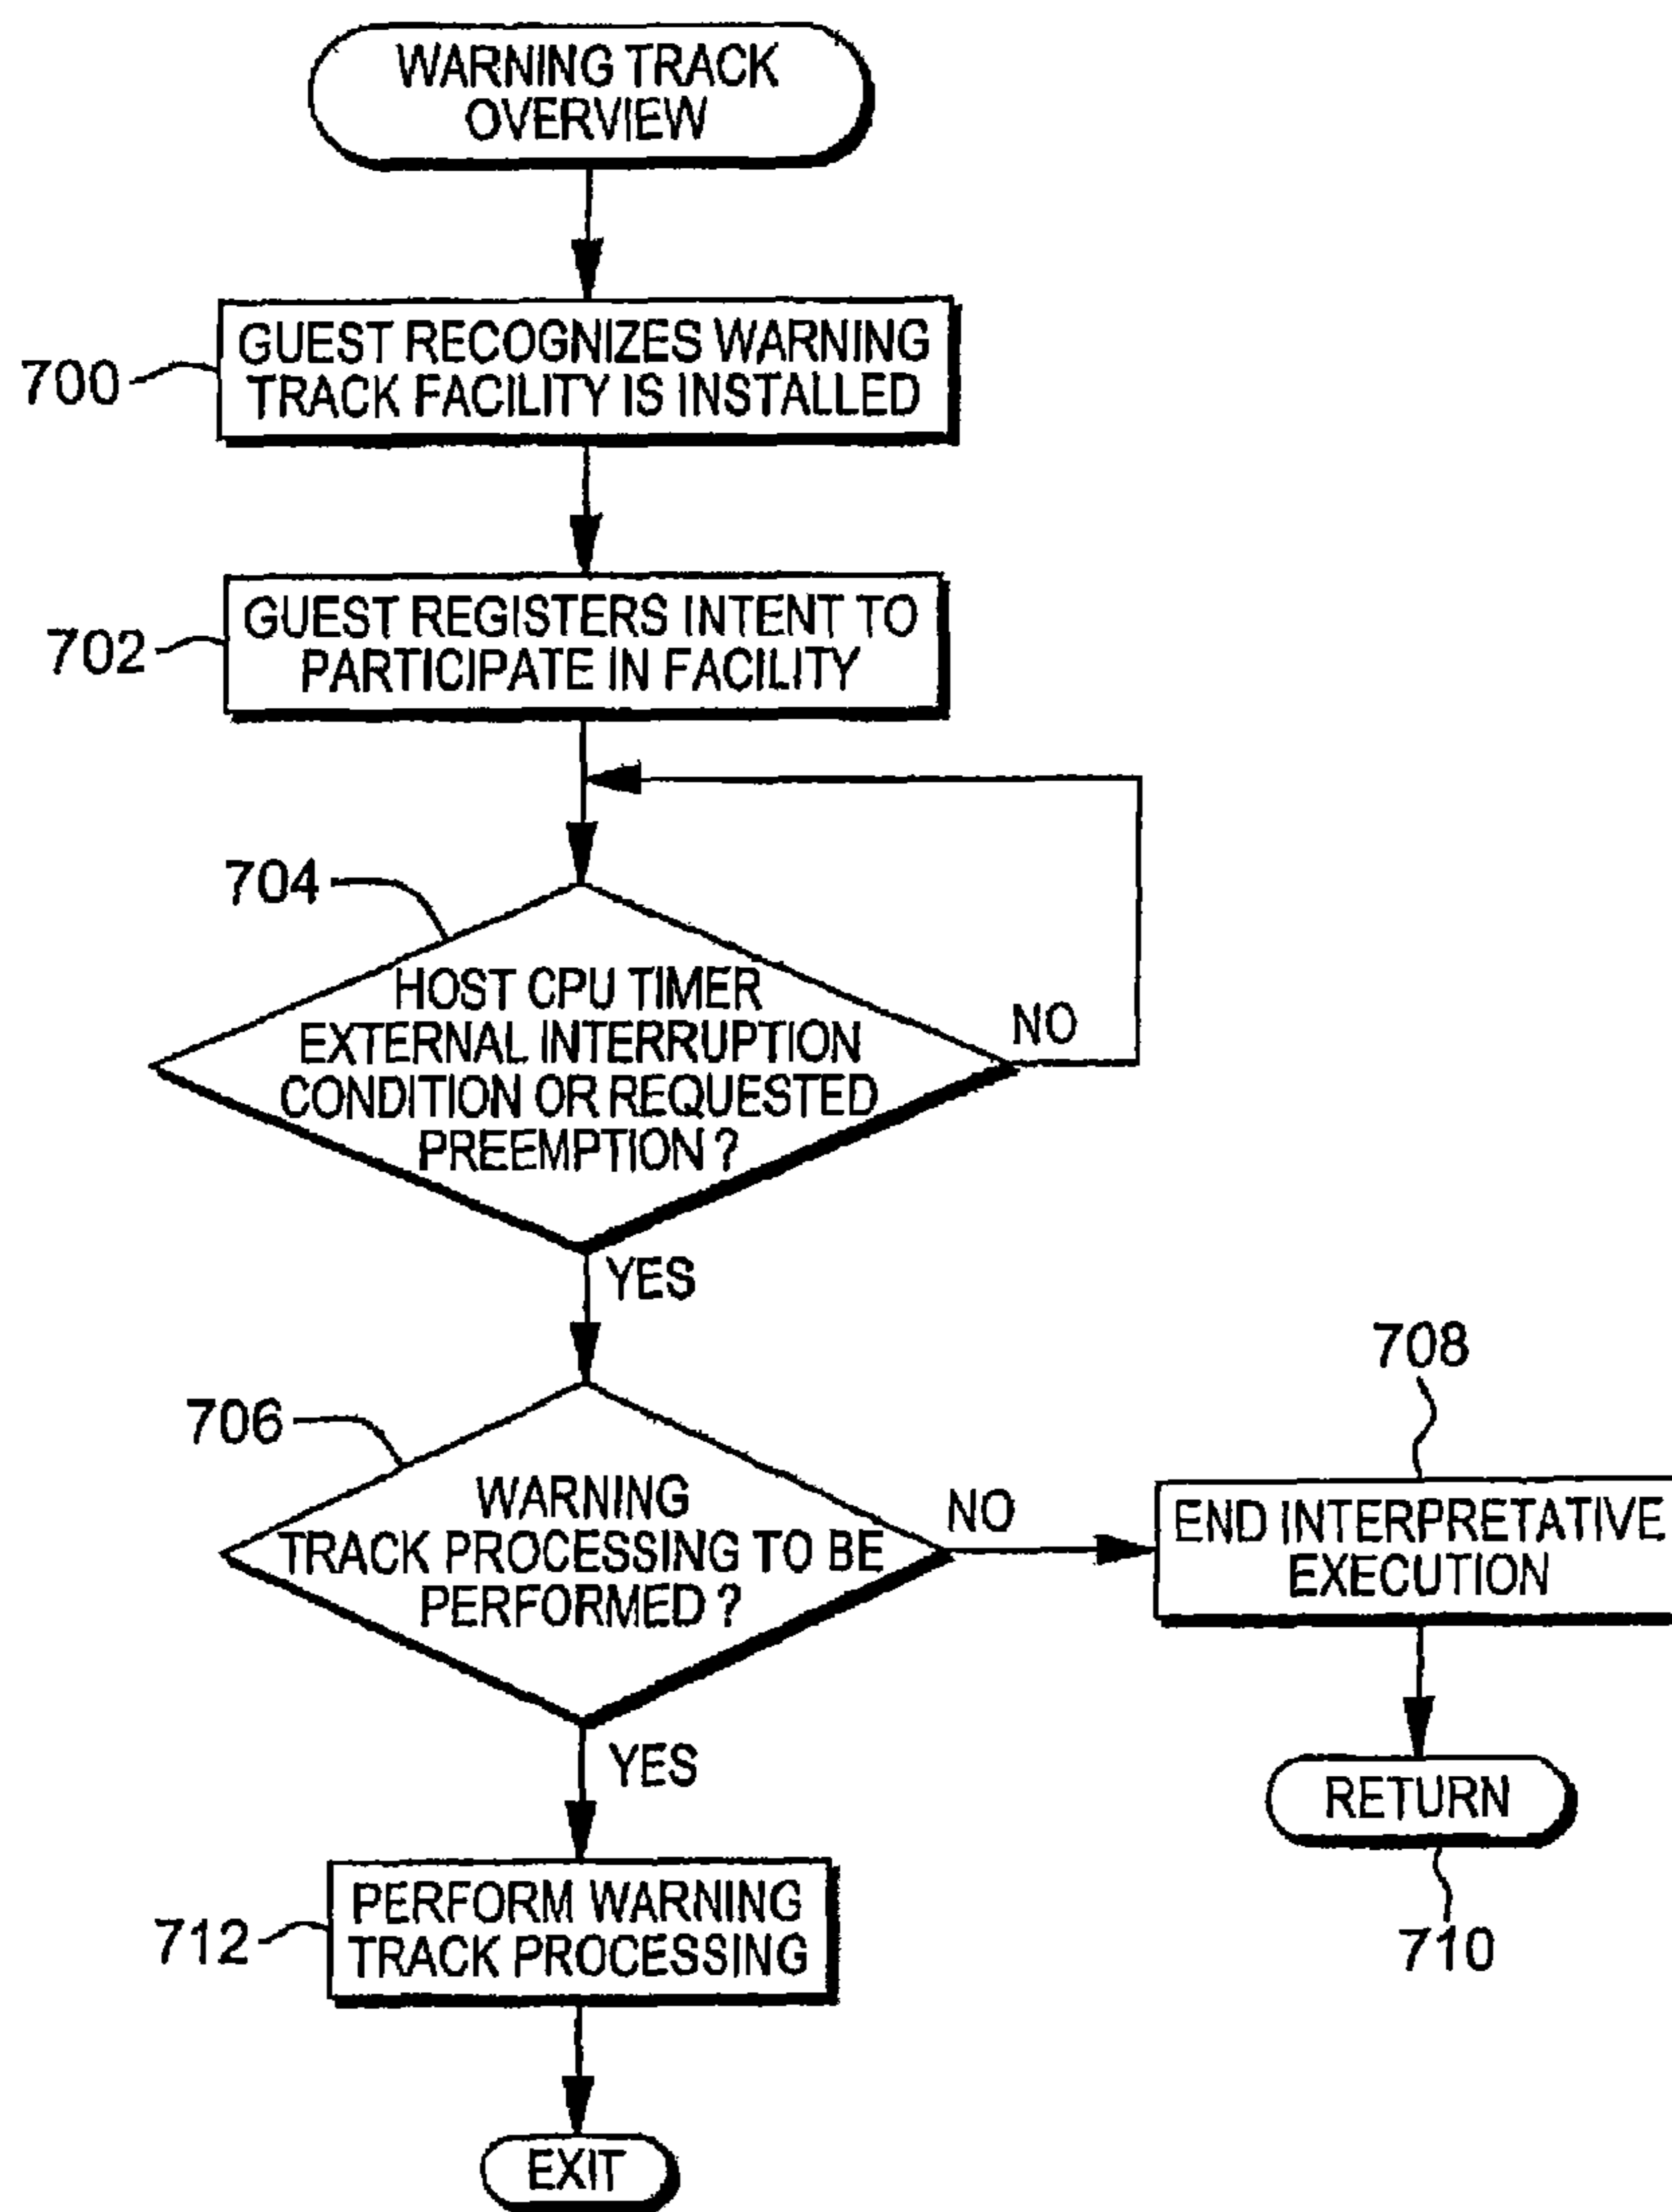 WARNING TRACK
OVERVIEW
700
GUEST RECOGNIZES WARNING
TRACK FACILITY IS INSTALLED
702
GUEST REGISTERS INTENT TO
PARTICIPATE IN FACILITY
704
HOST CPU TIMER
EXTERNAL INTERRUPTION
CONDITION OR REQUESTED
PREEMPTION ?
NO
YES
706
WARNING
TRACK PROCESSING TO BE
PERFORMED ?
NO
708
END INTERPRETATIVE
EXECUTION
RETURN
710
YES
712
PERFORM WARNING
TRACK PROCESSING
EXIT